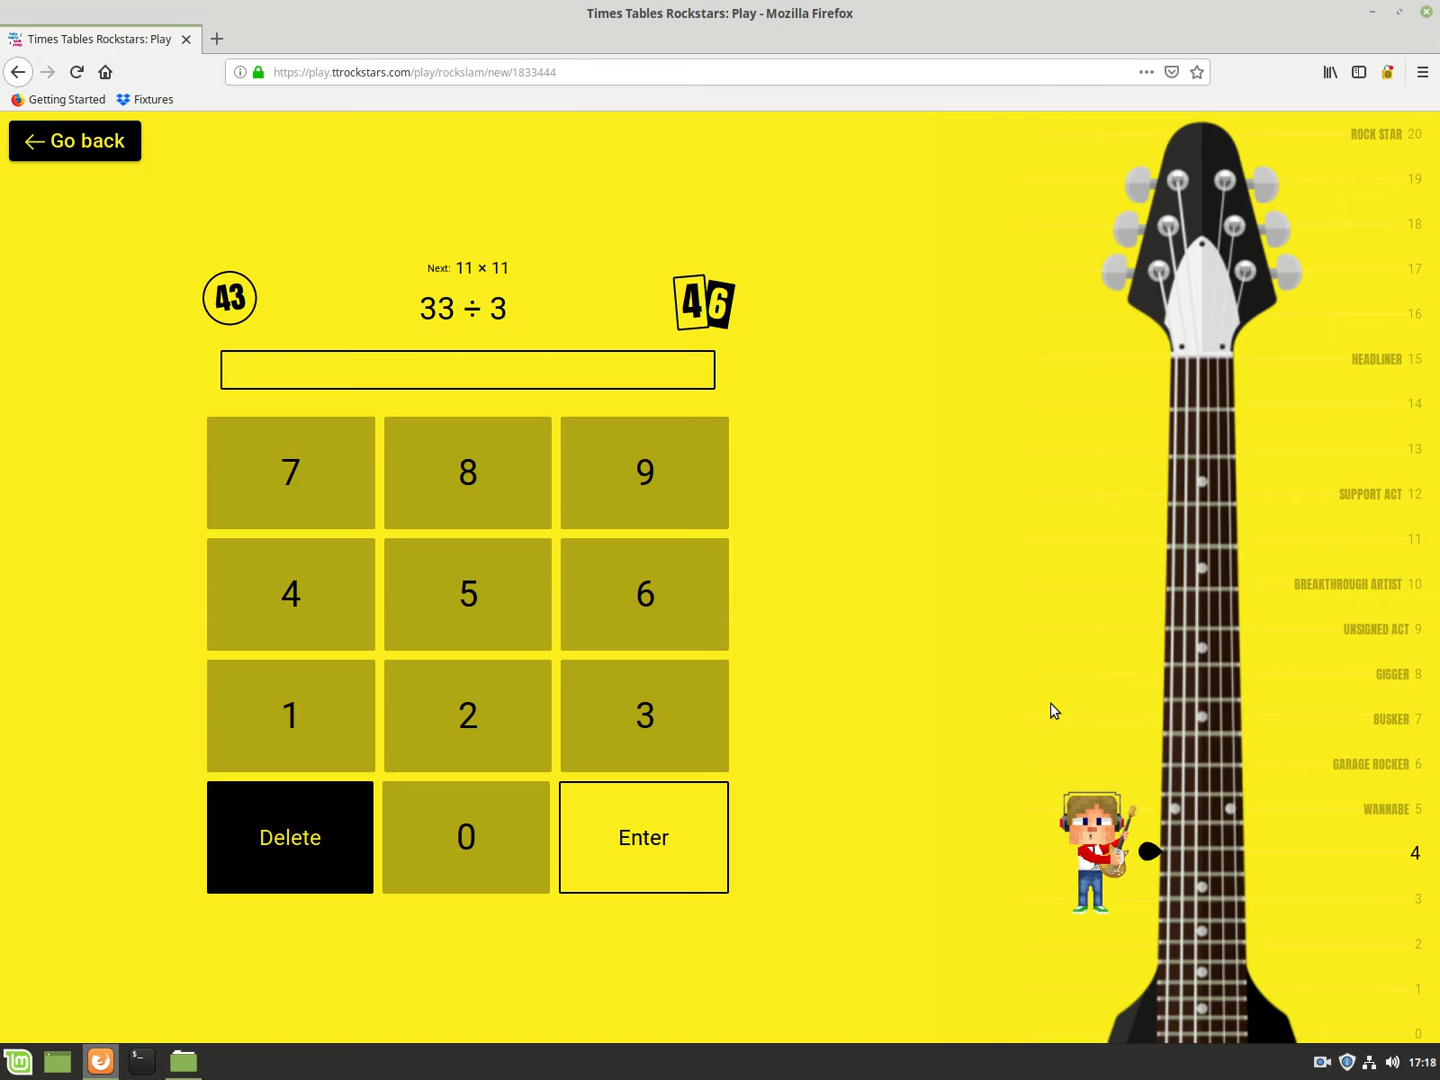 Times Tables Rockstars: Play - Mozilla Firefox
Times Tables Rockstars: Play
https://play.ttrockstars.com/play/rockslam/new/1833444
Getting Started
Fixtures
← Go back
43
Next: 11 × 11
33 ÷ 3
46
7 8 9
4 5 6
1 2 3
Delete 0 Enter
ROCK STAR 20
19
18
17
16
HEADLINER 15
14
13
SUPPORT ACT 12
11
BREAKTHROUGH ARTIST 10
UNSIGNED ACT 9
GIGGER 8
BUSKER 7
GARAGE ROCKER 6
WANNABE 5
4
3
2
1
0
17:18